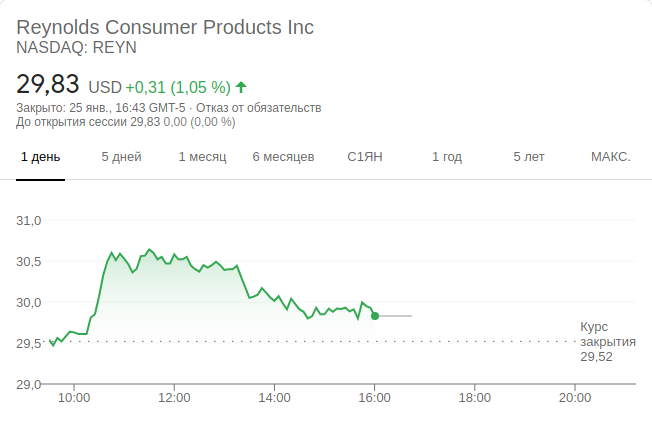 Reynolds Consumer Products Inc
NASDAQ: REYN
29,83 USD +0,31 (1,05 %)
Закрыто: 25 янв., 16:43 GMT-5 · Отказ от обязательств
До открытия сессии 29,83 0,00 (0,00 %)
1 день 5 дней 1 месяц 6 месяцев С1ЯН 1 год 5 лет МАКС.
31,0
30,5
30,0
Курс
закрытия
29,5
29,52
29,0
10:00 12:00 14:00 16:00 18:00 20:00